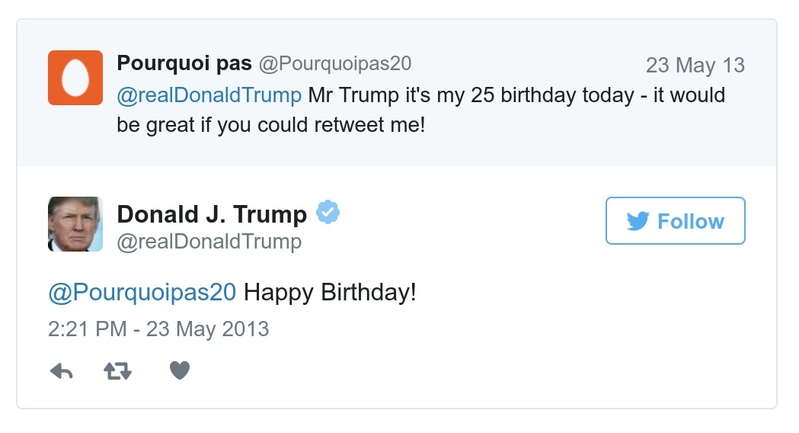 Pourquoi pas @Pourquoipas20 23 May 13
@realDonaldTrump Mr Trump it's my 25 birthday today - it would
be great if you could retweet me!
Donald J. Trump
@realDonaldTrump
Follow
@Pourquoipas20 Happy Birthday!
2:21 PM - 23 May 2013